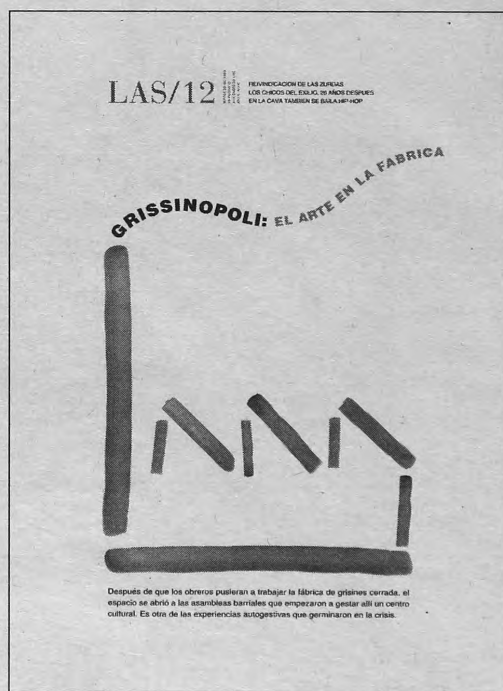 LAS/12
REIVINDICACION DE LAS ZURDAS
LOS CHICOS DEL EXILIO, 26 AÑOS DESPUES
EN LA CAVA TAMBIEN SE BAILA HIP-HOP
GRISSINOPOLI: EL ARTE EN LA FABRICA
Después de que los obreros pusieran a trabajar la fábrica de grisines cerrada, el
espacio se abrió a las asambleas barriales que empezaron a gestar allí un centro
cultural. Es otra de las experiencias autogestivas que germinaron en la crisis.